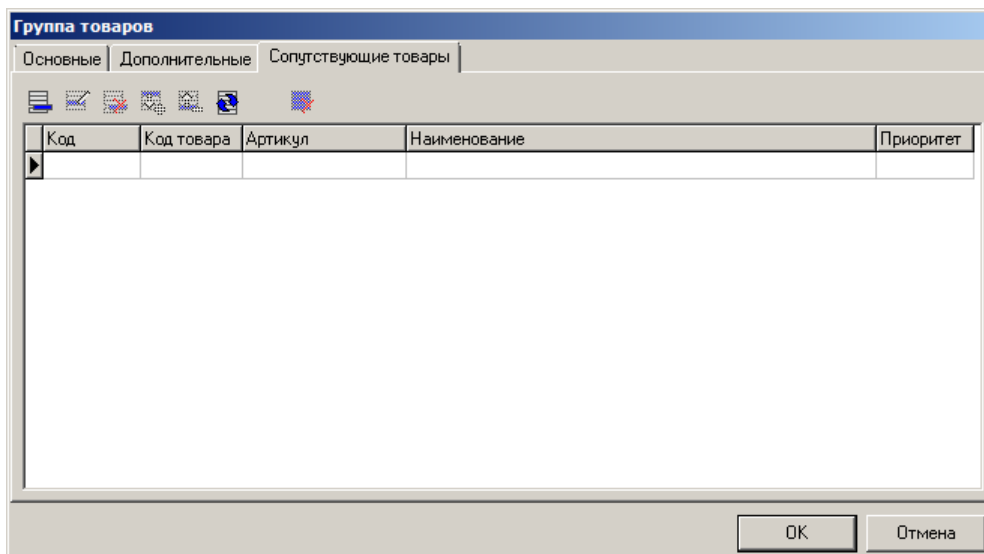 Группа товаров
Основные Дополнительные Сопутствующие товары
Код Код товара Артикул Наименование Приоритет
OK Отмена